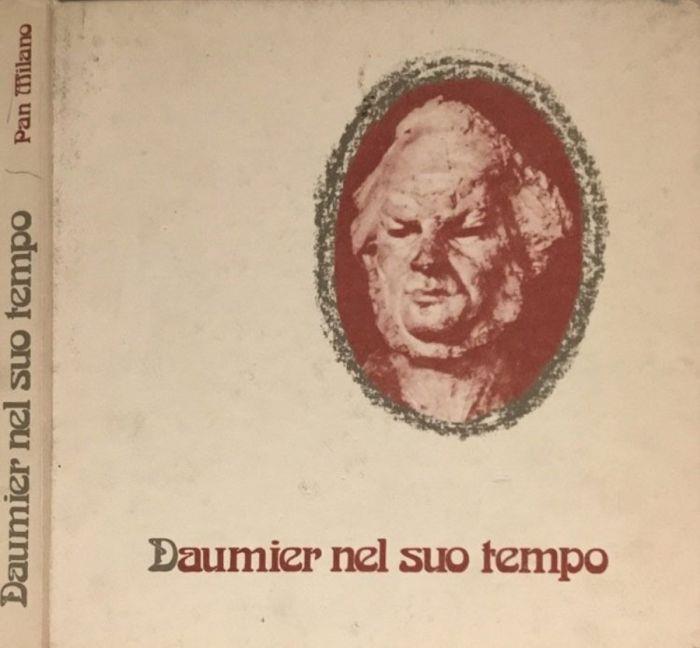 Daumier nel suo tempo
Pan Milano
Daumier nel suo tempo